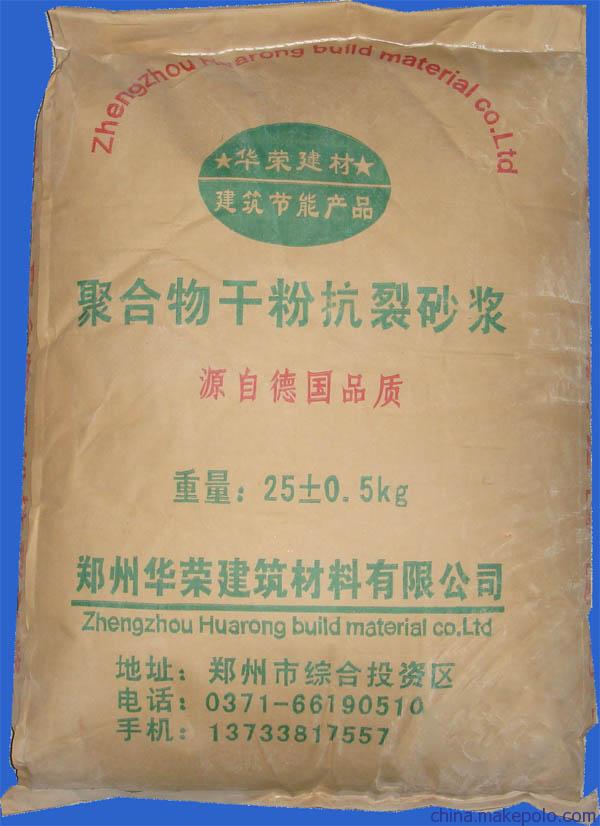 Zhengzhou Huarong build material co.Ltd
★华荣建材★
建筑节能产品
聚合物干粉抗裂砂浆
源自德国品质
重量：25±0.5kg
郑州华荣建筑材料有限公司
Zhengzhou Huarong build material co.Ltd
地址：郑州市综合投资区
电话：0371-66190510
手机：13733817557
china.makepolo.com